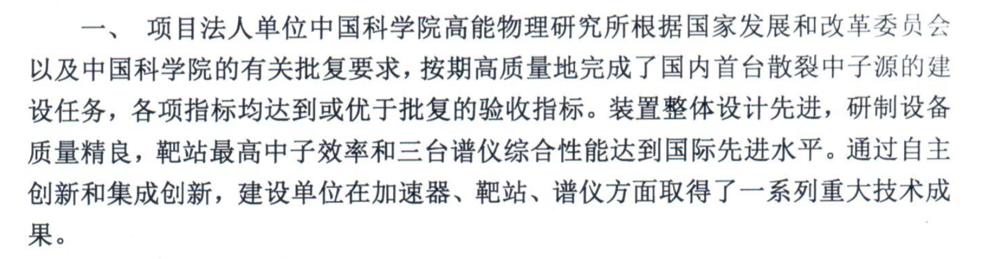 一、 项目法人单位中国科学院高能物理研究所根据国家发展和改革委员会
以及中国科学院的有关批复要求，按期高质量地完成了国内首台散裂中子源的建
设任务，各项指标均达到或优于批复的验收指标。装置整体设计先进，研制设备
质量精良，靶站最高中子效率和三台谱仪综合性能达到国际先进水平。通过自主
创新和集成创新，建设单位在加速器、靶站、谱仪方面取得了一系列重大技术成
果。